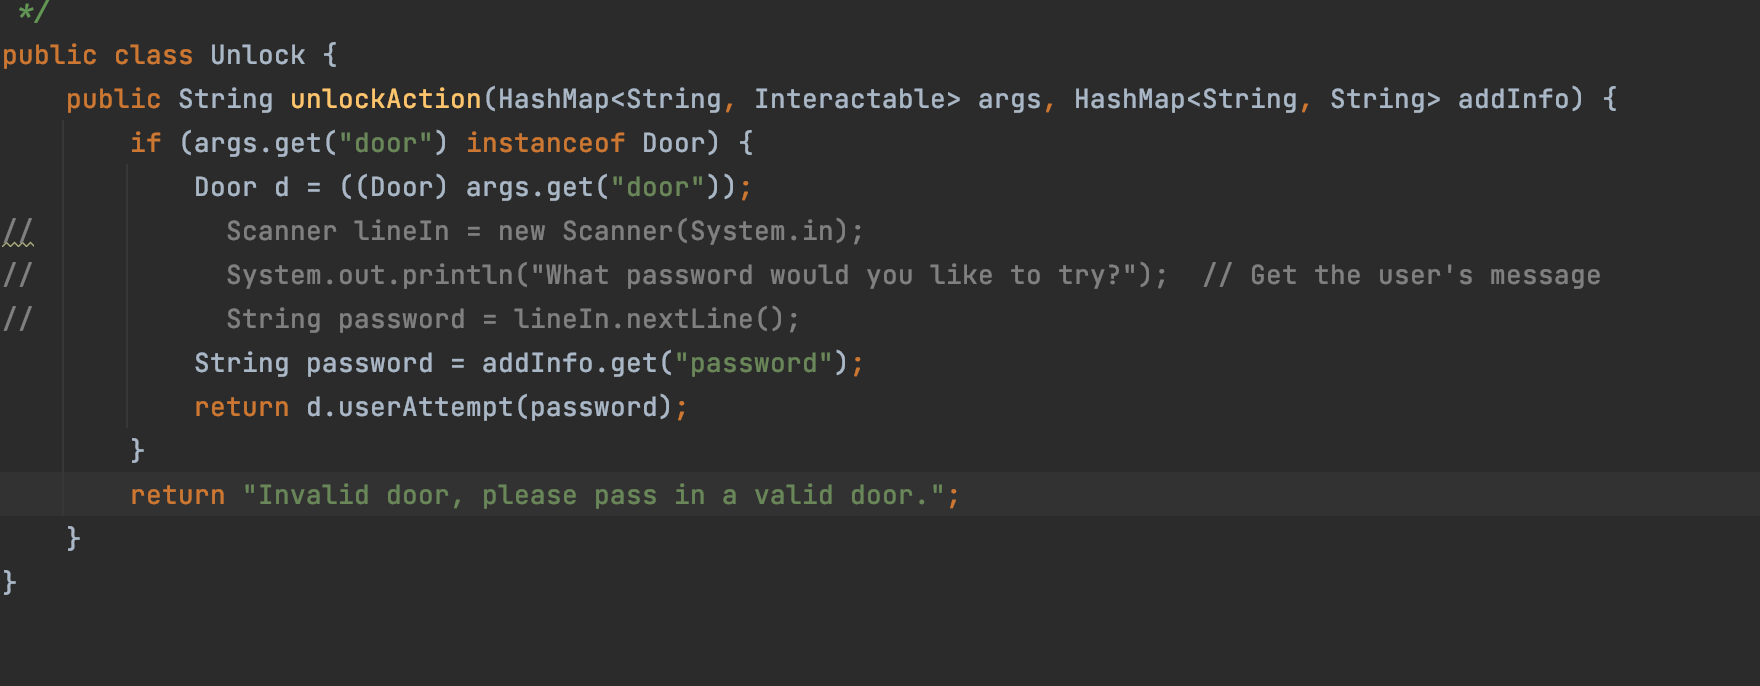 */
public class Unlock {
    public String unlockAction(HashMap<String, Interactable> args, HashMap<String, String> addInfo) {
        if (args.get("door") instanceof Door) {
            Door d = ((Door) args.get("door"));
//            Scanner lineIn = new Scanner(System.in);
//            System.out.println("What password would you like to try?");  // Get the user's message
//            String password = lineIn.nextLine();
            String password = addInfo.get("password");
            return d.userAttempt(password);
        }
        return "Invalid door, please pass in a valid door.";
    }
}